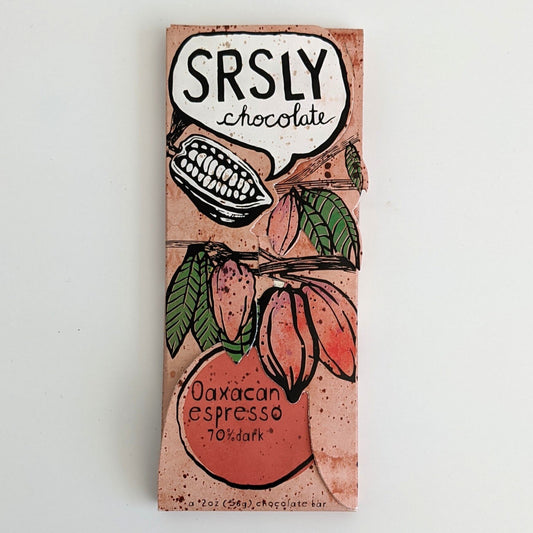 SRSLY
chocolate
Oaxacan
espresso
70% dark
a 2oz (56g) chocolate bar